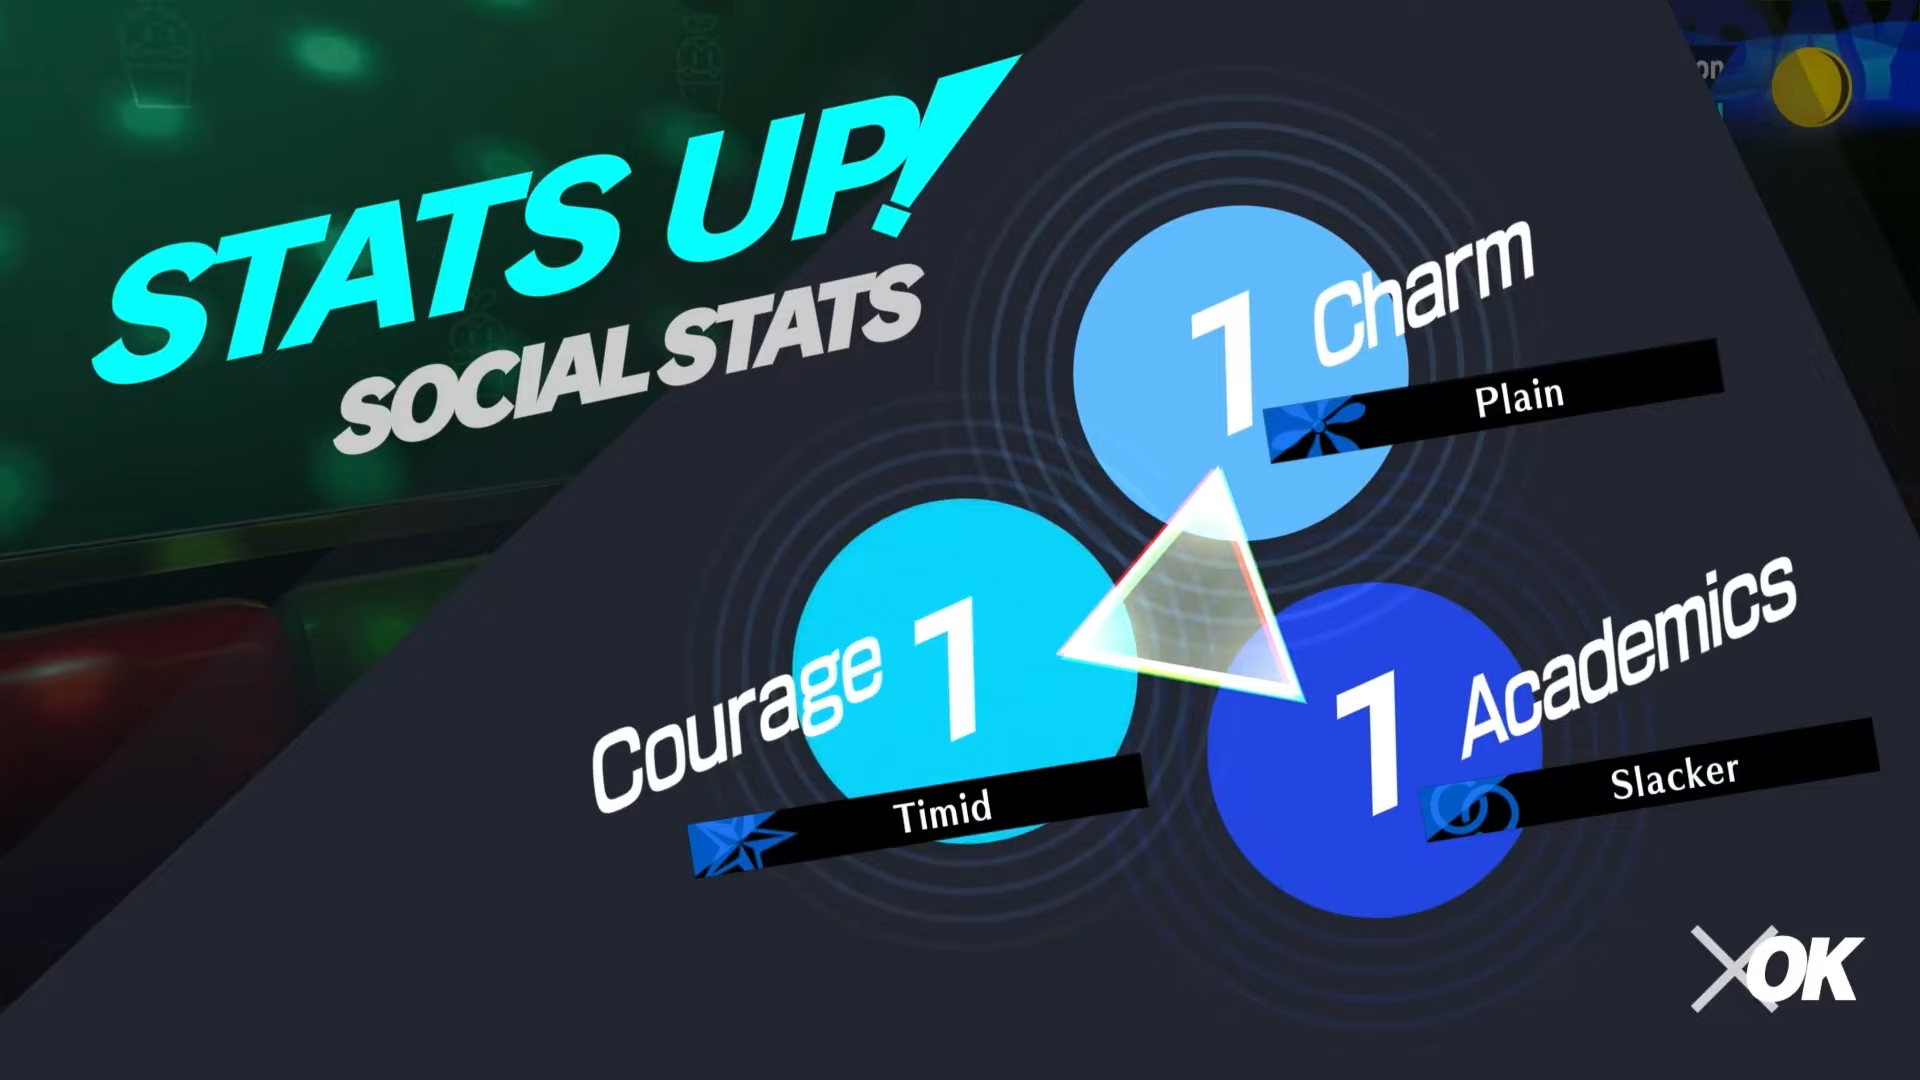 STATS UP!
SOCIAL STATS
1 Charm
Plain
Courage 1
Timid
1 Academics
Slacker
OK